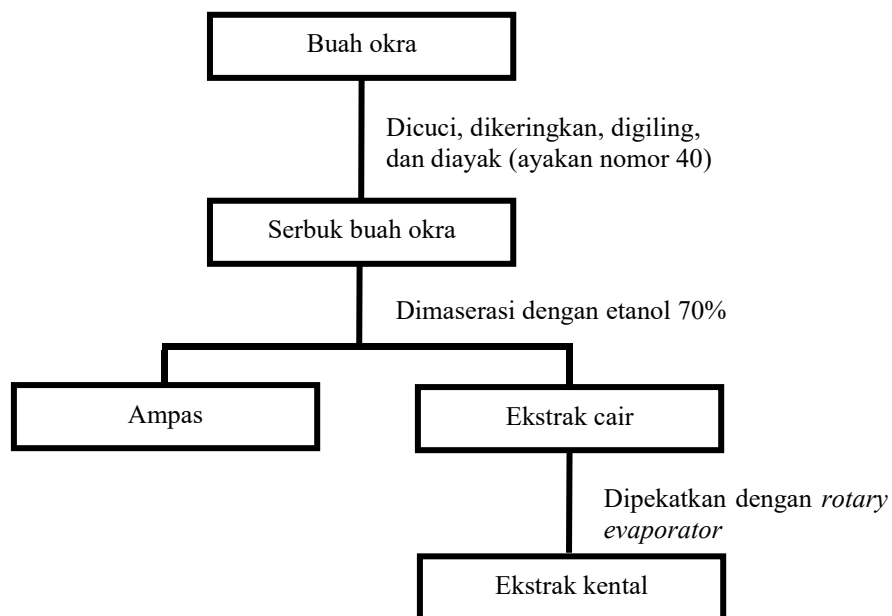 Buah okra
Dicuci, dikeringkan, digiling,
dan diayak (ayakan nomor 40)
Serbuk buah okra
Dimaserasi dengan etanol 70%
Ampas
Ekstrak cair
Dipekatkan dengan rotary
evaporator
Ekstrak kental